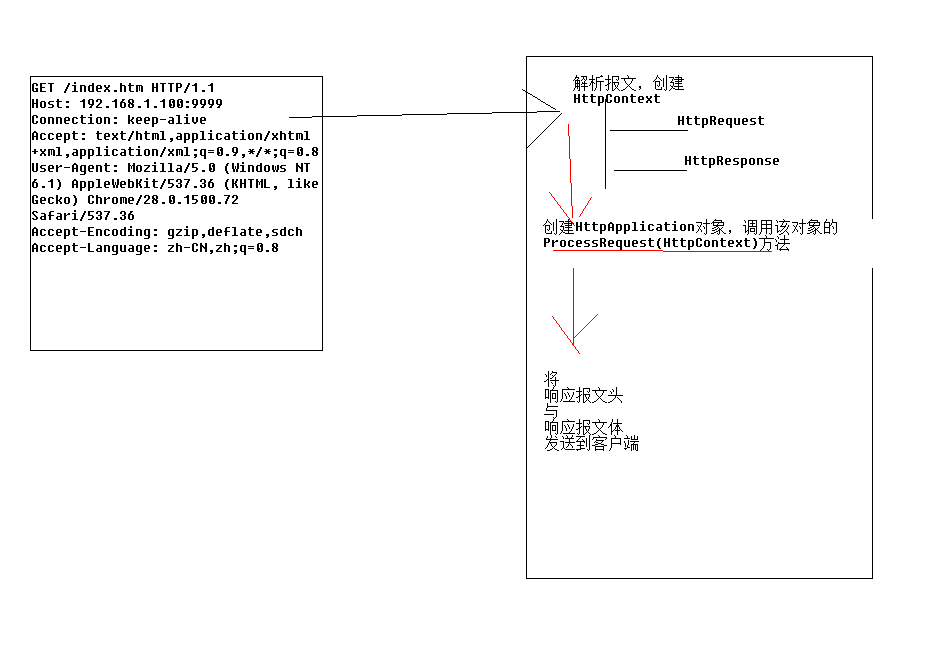 GET /index.htm HTTP/1.1
Host: 192.168.1.100:9999
Connection: keep-alive
Accept: text/html,application/xhtml
+xml,application/xml;q=0.9,*/*;q=0.8
User-Agent: Mozilla/5.0 (Windows NT
6.1) AppleWebKit/537.36 (KHTML, like
Gecko) Chrome/28.0.1500.72
Safari/537.36
Accept-Encoding: gzip,deflate,sdch
Accept-Language: zh-CN,zh;q=0.8
解析报文，创建
HttpContext
HttpRequest
HttpResponse
创建HttpApplication对象，调用该对象的
ProcessRequest(HttpContext)方法
将
响应报文头
与
响应报文体
发送到客户端